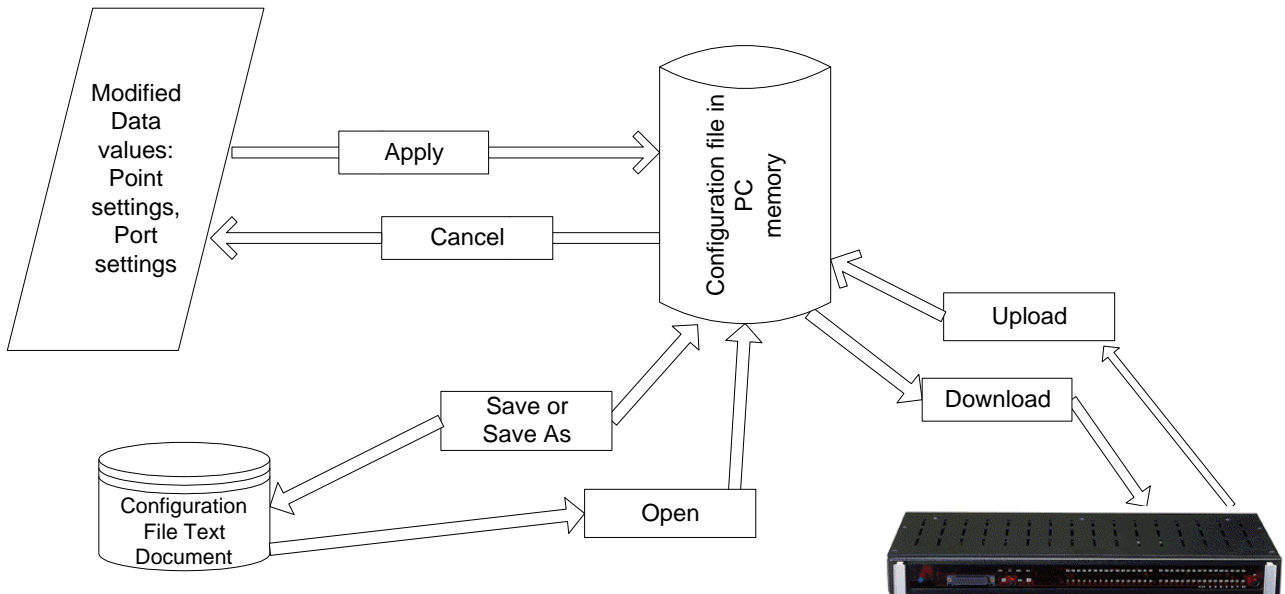 Modified
Data
values:
Point
settings,
Port
settings
Apply
Cancel
Configuration file in
PC
memory
Upload
Download
Save or
Save As
Open
Configuration
File Text
Document